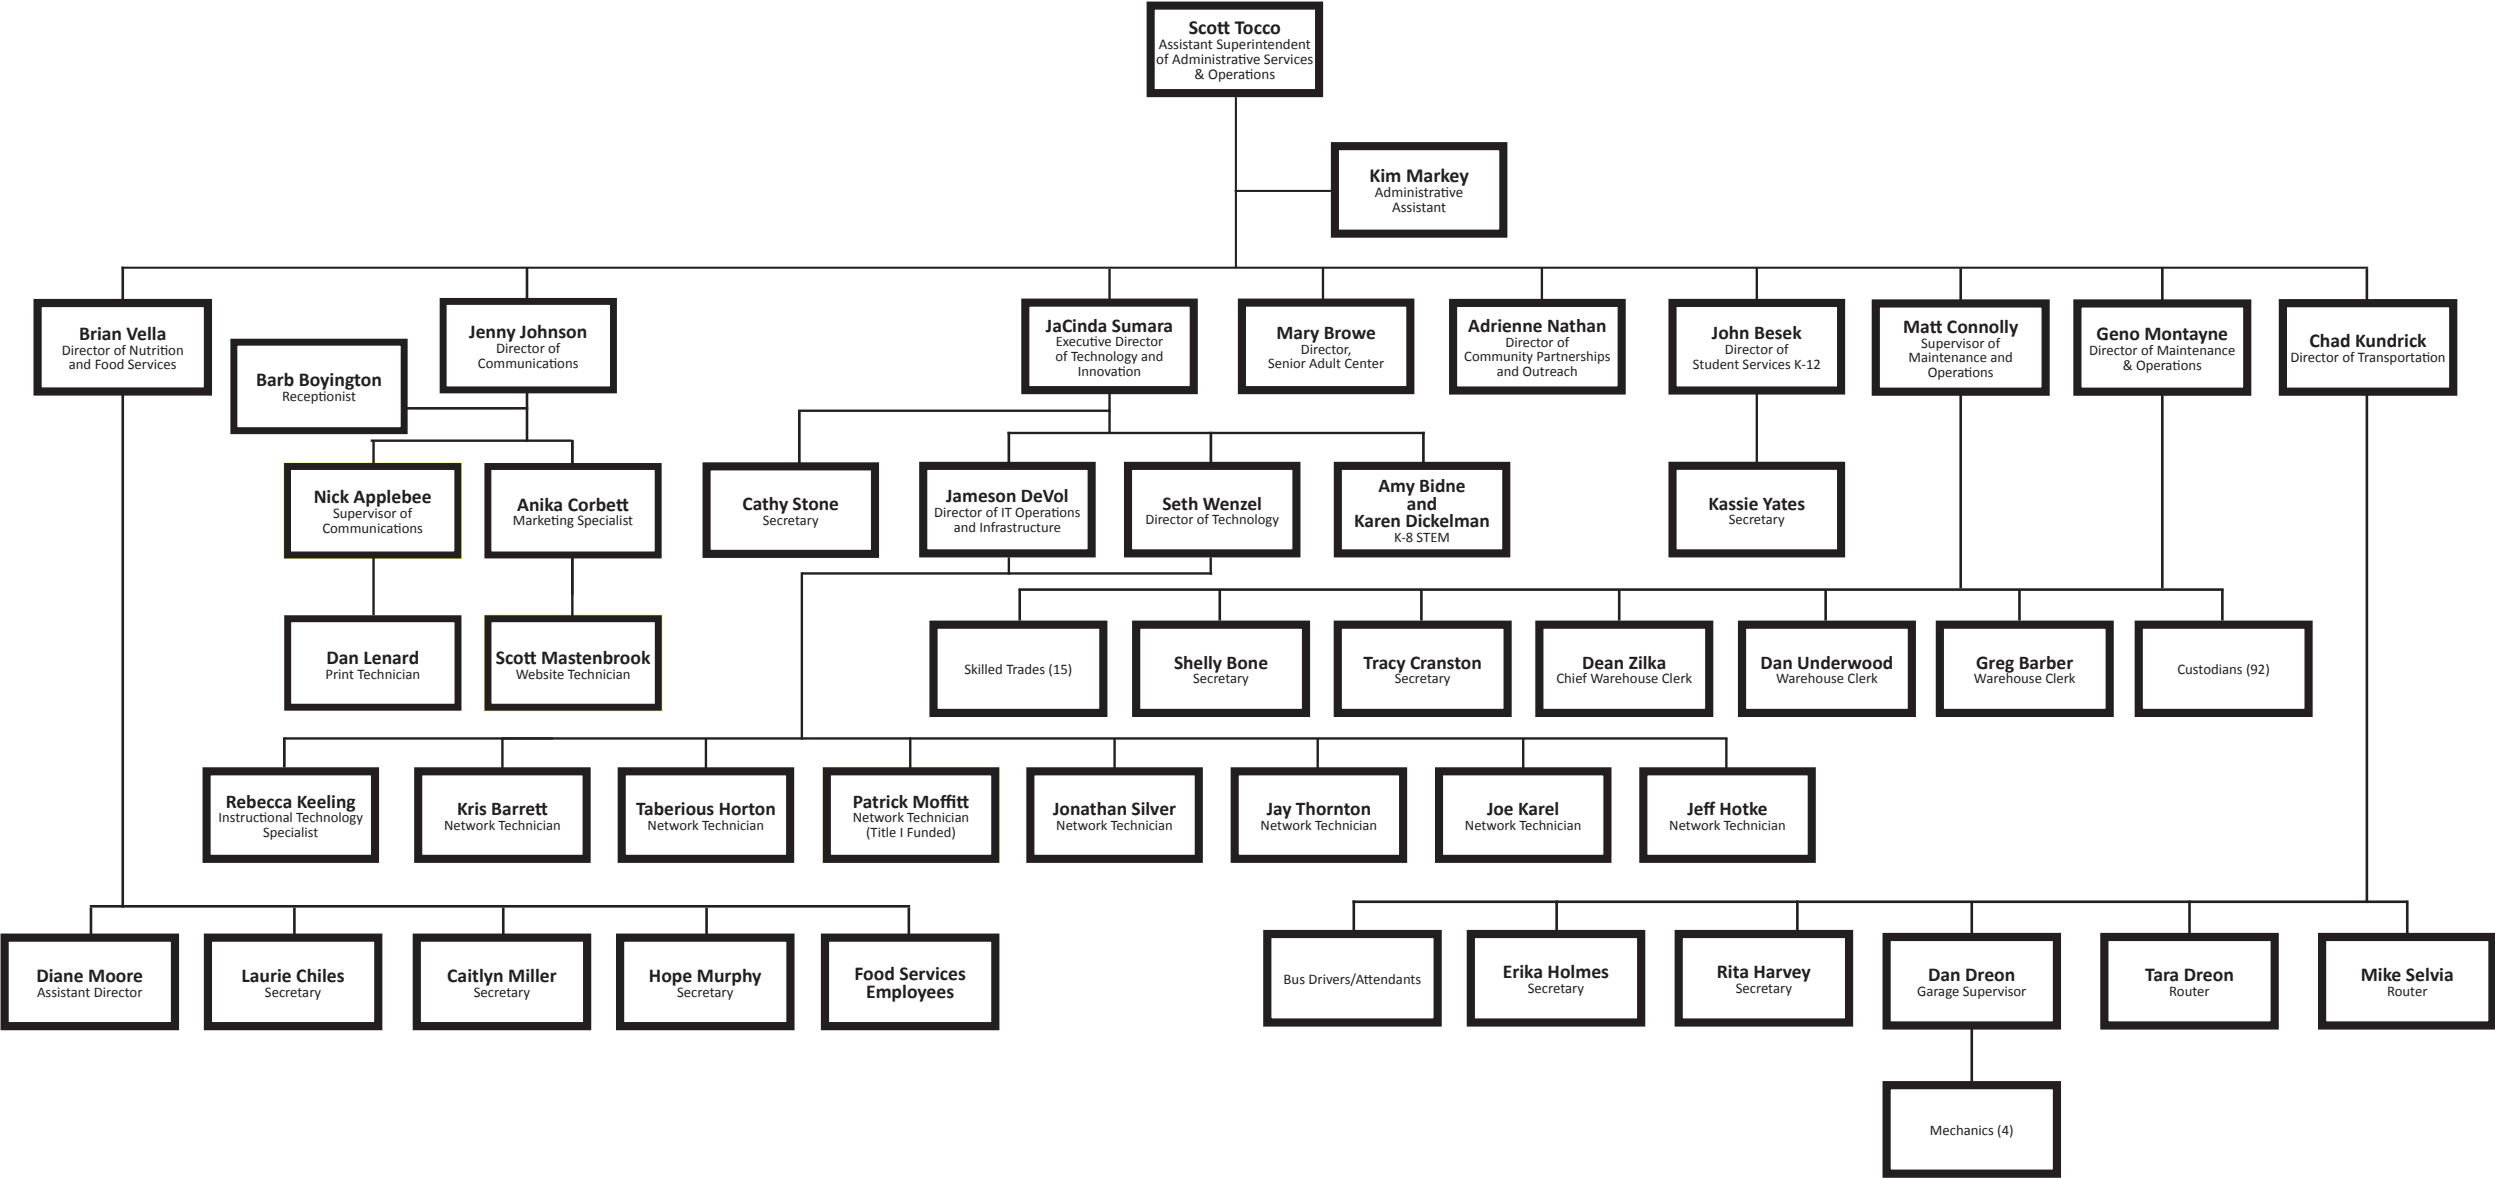 Scott Tocco
Assistant Superintendent
of Administrative Services
& Operations
Kim Markey
Administrative
Assistant
Brian Vella
Director of Nutrition
and Food Services
Barb Boyington
Receptionist
Jenny Johnson
Director of
Communications
JaCinda Sumara
Executive Director
of Technology and
Innovation
Mary Browe
Director,
Senior Adult Center
Adrienne Nathan
Director of
Community Partnerships
and Outreach
John Besek
Director of
Student Services K-12
Matt Connolly
Supervisor of
Maintenance and
Operations
Geno Montayne
Director of Maintenance
& Operations
Chad Kundrick
Director of Transportation
Nick Applebee
Supervisor of
Communications
Anika Corbett
Marketing Specialist
Cathy Stone
Secretary
Jameson DeVol
Director of IT Operations
and Infrastructure
Seth Wenzel
Director of Technology
Amy Bidne
and
Karen Dickelman
K-8 STEM
Kassie Yates
Secretary
Dan Lenard
Print Technician
Scott Mastenbrook
Website Technician
Skilled Trades (15)
Shelly Bone
Secretary
Tracy Cranston
Secretary
Dean Zilka
Chief Warehouse Clerk
Dan Underwood
Warehouse Clerk
Greg Barber
Warehouse Clerk
Custodians (92)
Rebecca Keeling
Instructional Technology
Specialist
Kris Barrett
Network Technician
Taberious Horton
Network Technician
Patrick Moffitt
Network Technician
(Title I Funded)
Jonathan Silver
Network Technician
Jay Thornton
Network Technician
Joe Karel
Network Technician
Jeff Hotke
Network Technician
Diane Moore
Assistant Director
Laurie Chiles
Secretary
Caitlyn Miller
Secretary
Hope Murphy
Secretary
Food Services
Employees
Bus Drivers/Attendants
Erika Holmes
Secretary
Rita Harvey
Secretary
Dan Dreon
Garage Supervisor
Tara Dreon
Router
Mike Selvia
Router
Mechanics (4)